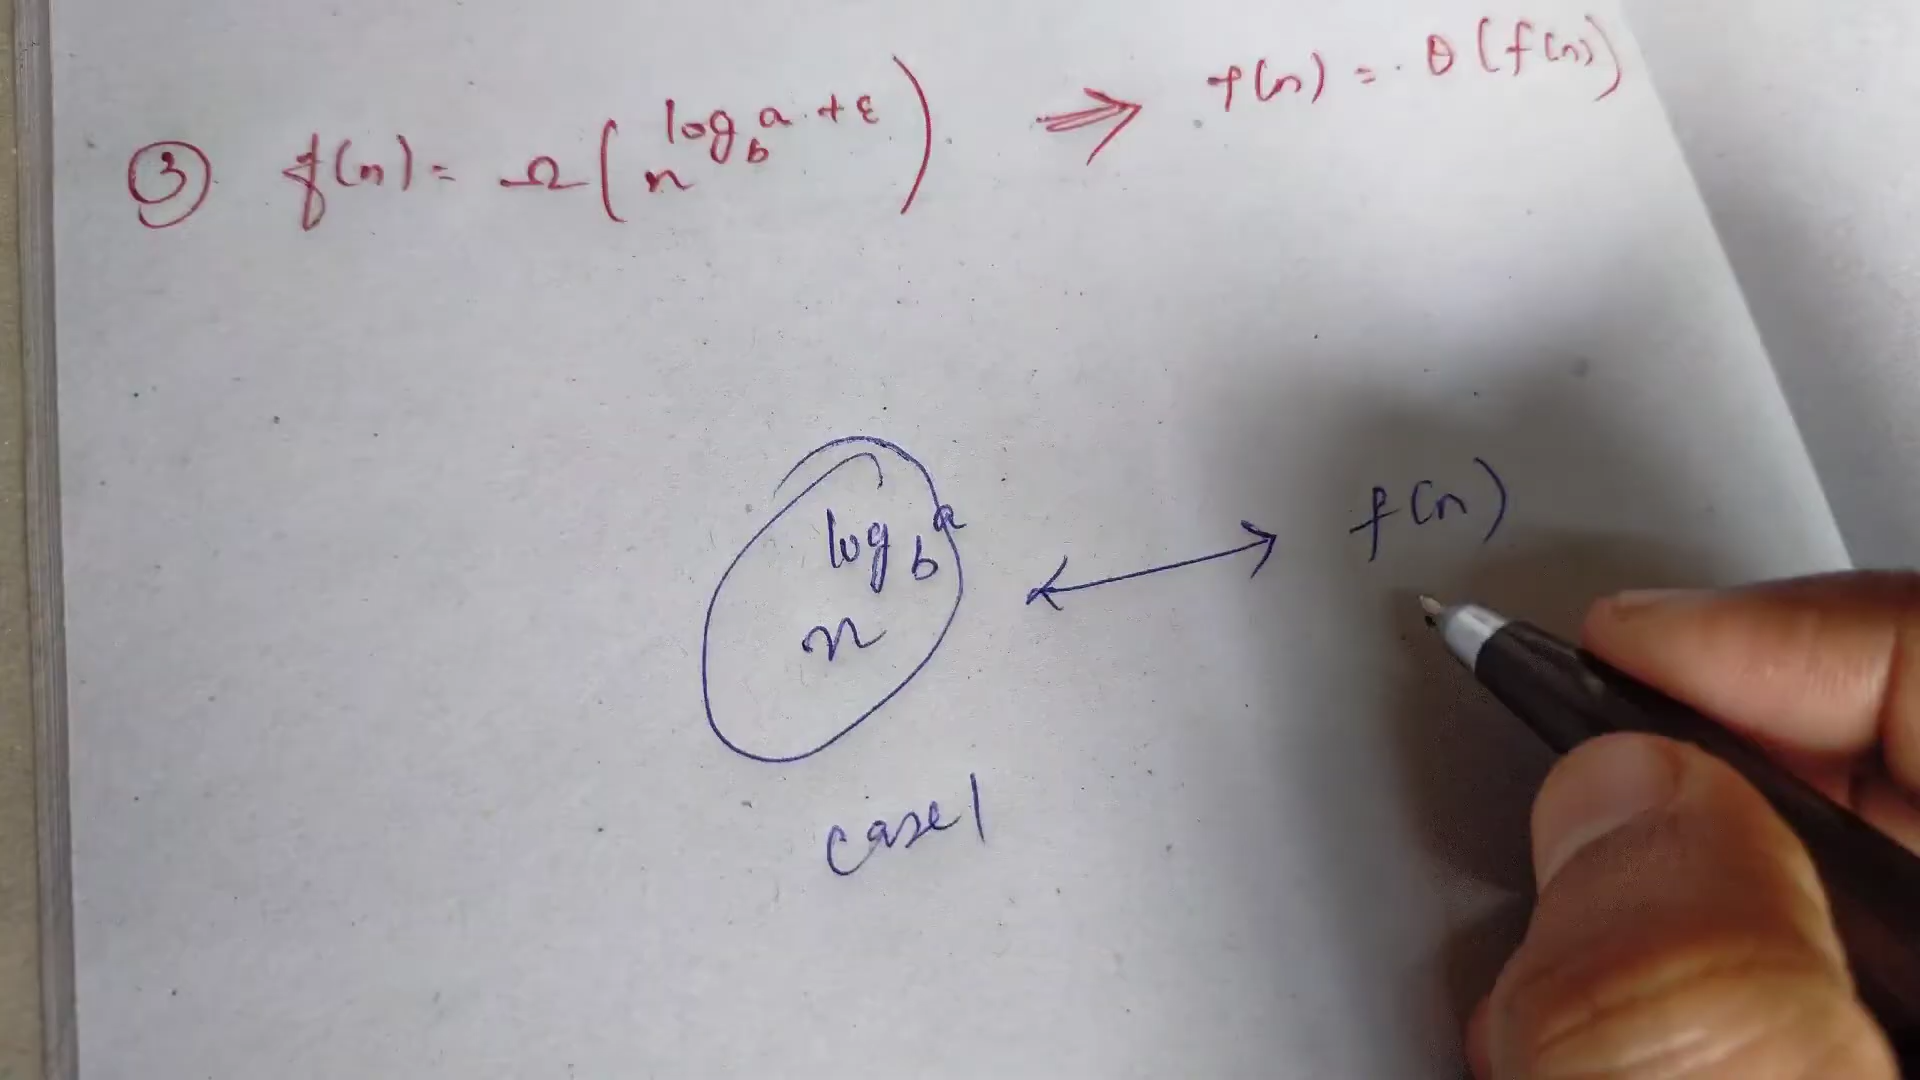 ③ f(n) = Ω(n^{log_b a + ε}) ⇒ T(n) = θ(f(n))
n^{log_b a} ↔ f(n)
case 1